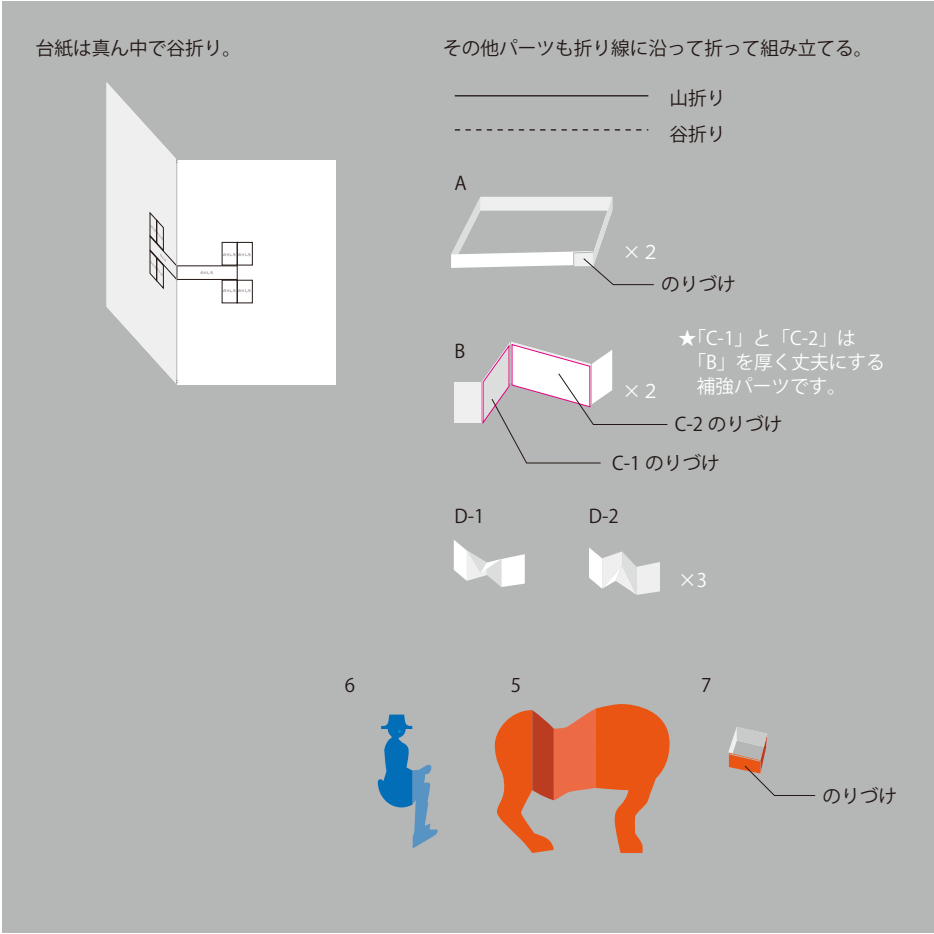 台紙は真ん中で谷折り。
その他パーツも折り線に沿って折って組み立てる。
山折り
谷折り
A
×2
のりづけ
B
×2
★「C-1」と「C-2」は
「B」を厚く丈夫にする
補強パーツです。
C-2 のりづけ
C-1 のりづけ
D-1
D-2
×3
6
5
7
のりづけ